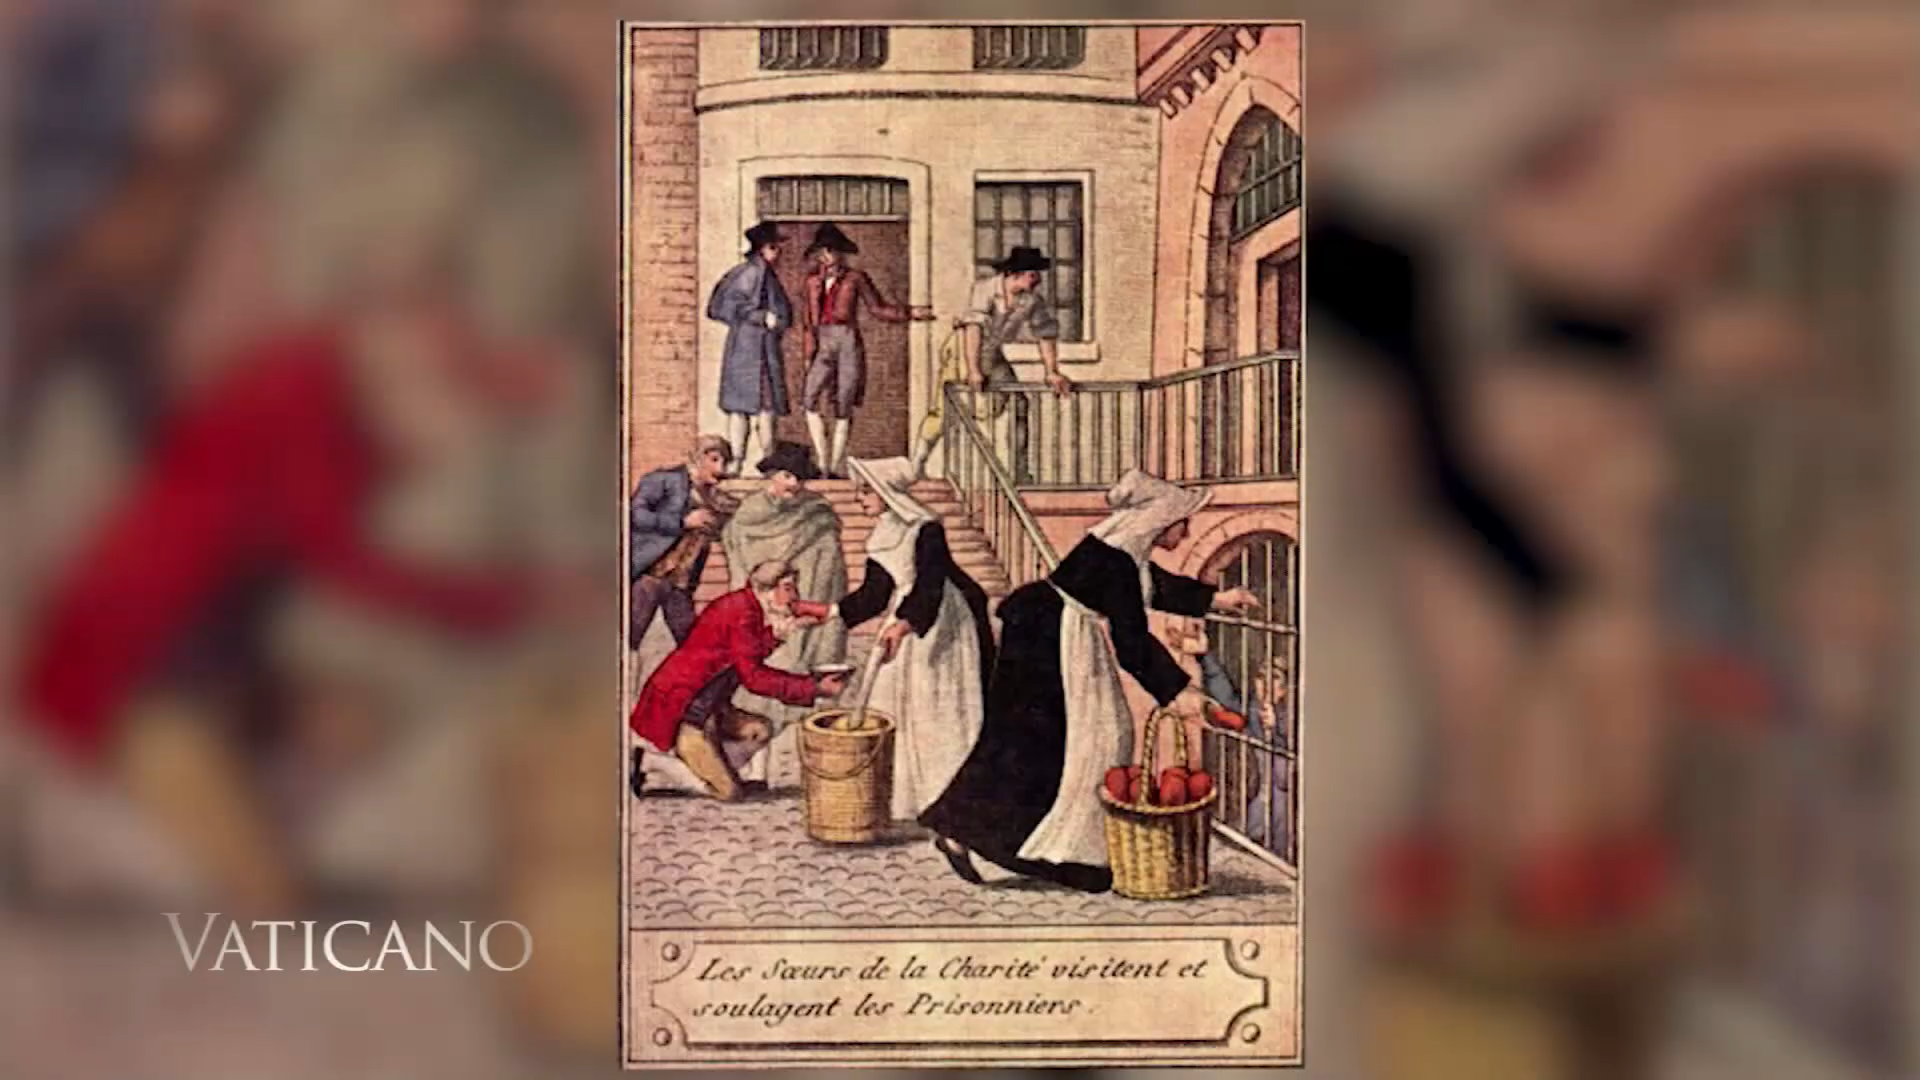 Les Sœurs de la Charité visitent et
soulagent les Prisonniers.
VATICANO